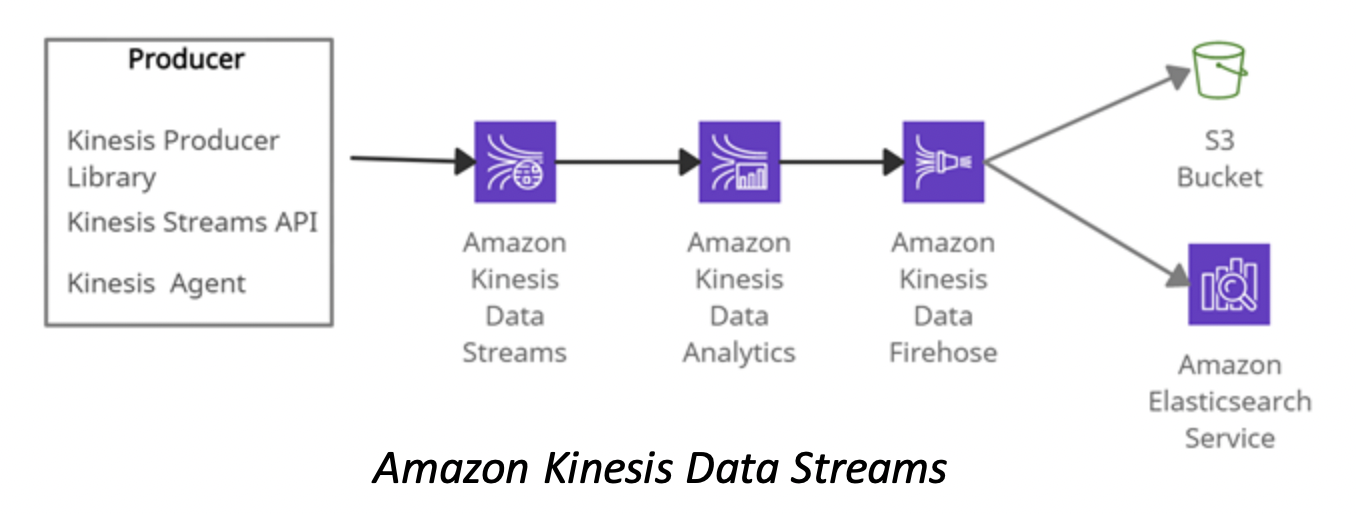 Producer
Kinesis Producer
Library
Kinesis Streams API
Kinesis Agent
Amazon
Kinesis
Data
Streams
Amazon
Kinesis
Data
Analytics
Amazon
Kinesis
Data
Firehose
S3
Bucket
Amazon
Elasticsearch
Service
Amazon Kinesis Data Streams